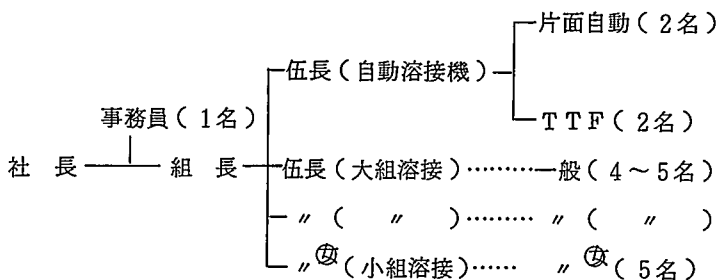 片面自動(2名)
伍長(自動溶接機)
事務員(1名)
TTF(2名)
社長 組長 伍長(大組溶接)………一般(4〜5名)
〃(〃)………〃(〃)
〃㊛(小組溶接)……〃㊛(5名)